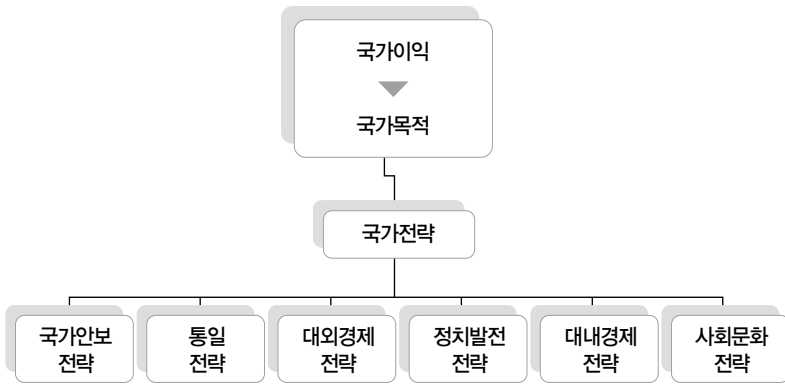 국가이익
국가목적
국가전략
국가안보
전략
통일
전략
대외경제
전략
정치발전
전략
대내경제
전략
사회문화
전략